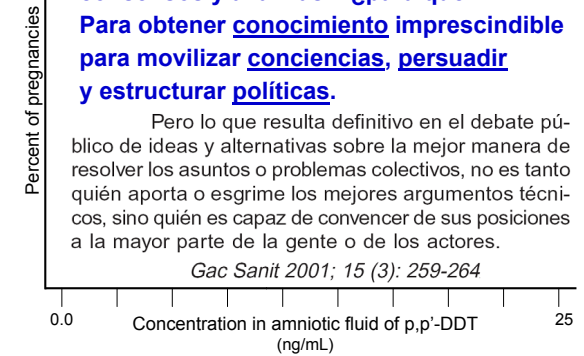 Para obtener conocimiento imprescindible
para movilizar conciencias, persuadir
y estructurar políticas.
Pero lo que resulta definitivo en el debate pú-
blico de ideas y alternativas sobre la mejor manera de
resolver los asuntos o problemas colectivos, no es tanto
quién aporta o esgrime los mejores argumentos técni-
cos, sino quién es capaz de convencer de sus posiciones
a la mayor parte de la gente o de los actores.
Gac Sanit 2001; 15 (3): 259-264
Percent of pregnancies
0.0
25
Concentration in amniotic fluid of p,p'-DDT
(ng/mL)